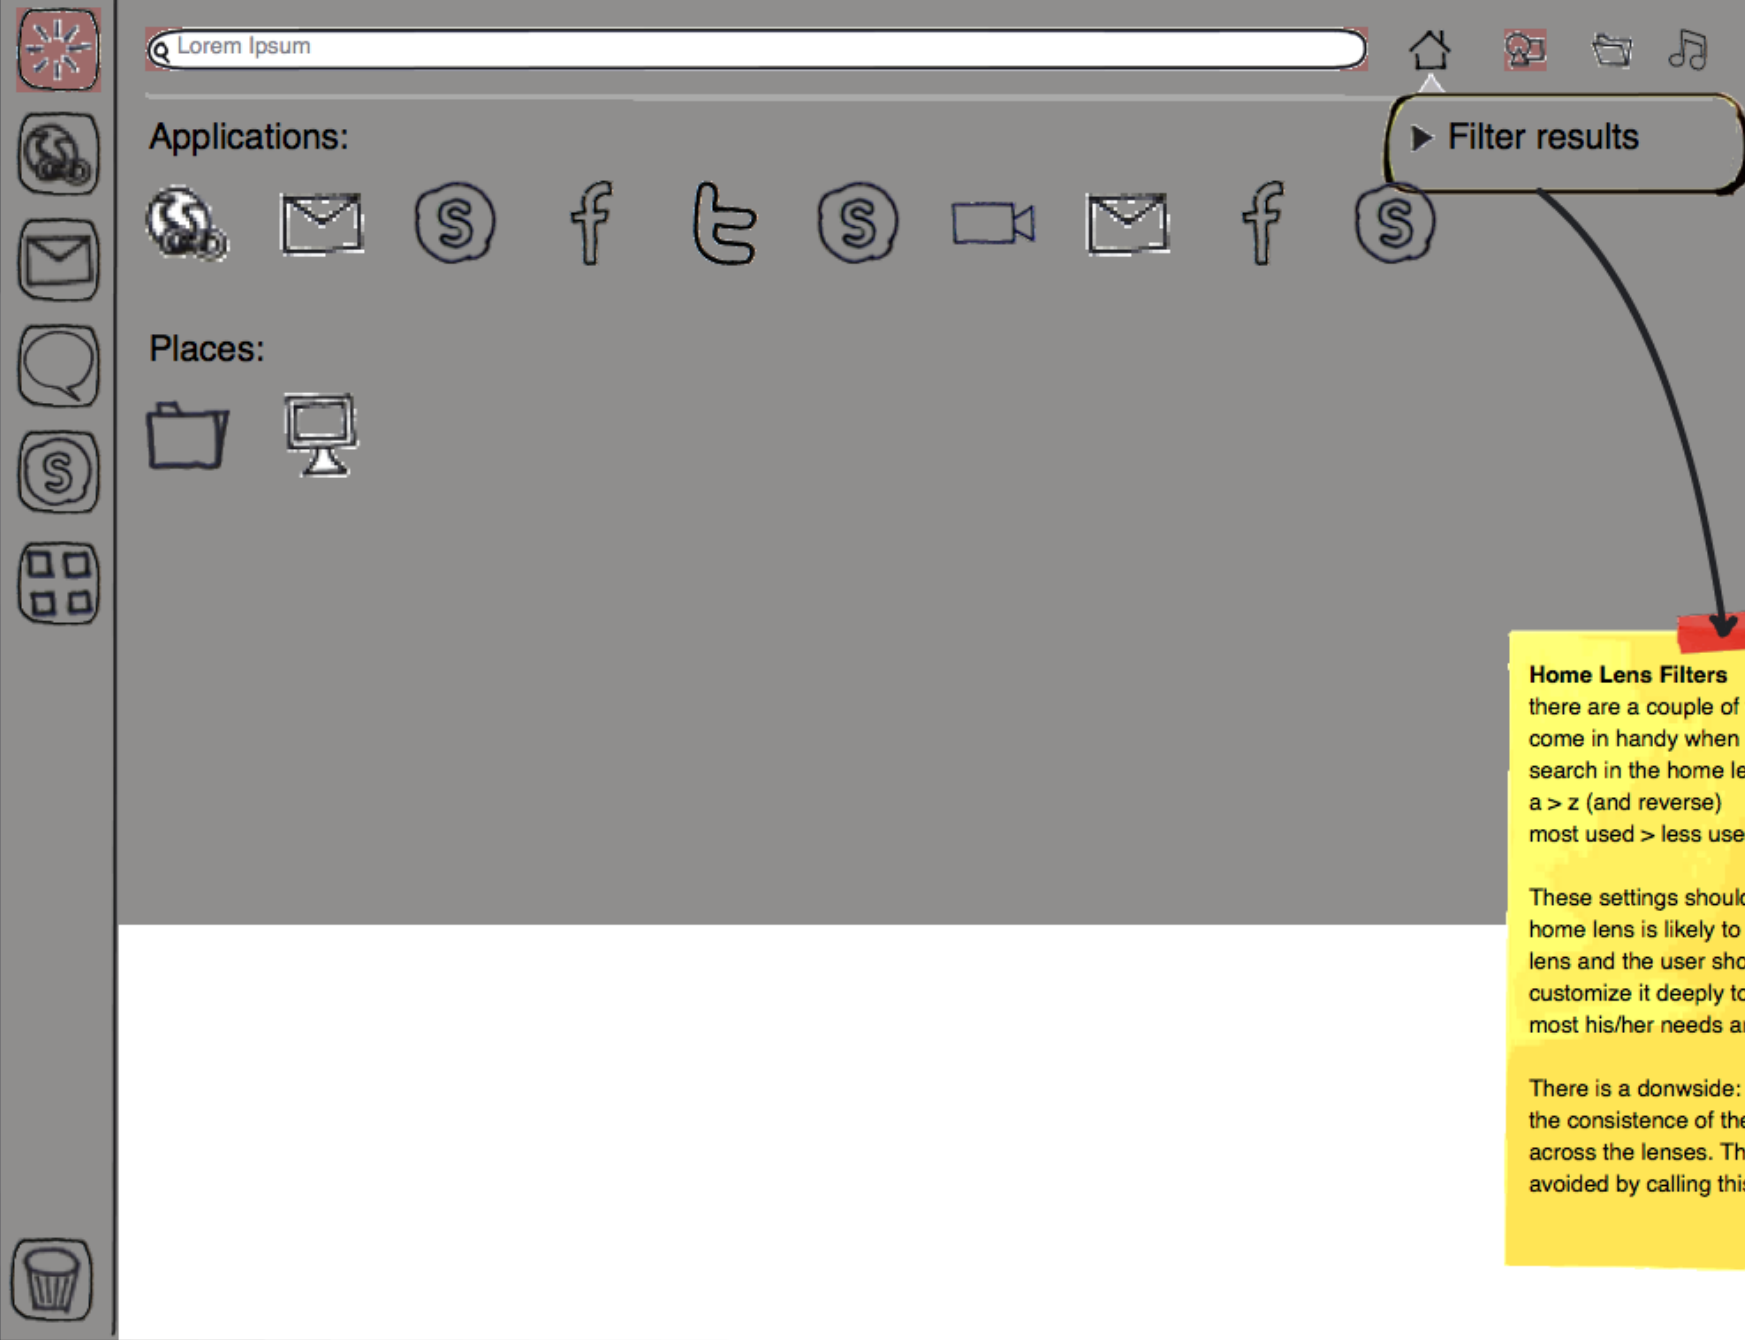 Lorem Ipsum
Applications:
Filter results
Places:
Home Lens Filters
there are a couple of
come in handy when
search in the home
a > z (and reverse)
most used > less
These settings
home lens is likely to
lens and the user
customize it deeply
most his/her needs
There is a donwside:
the consistence of
across the lenses.
avoided by calling